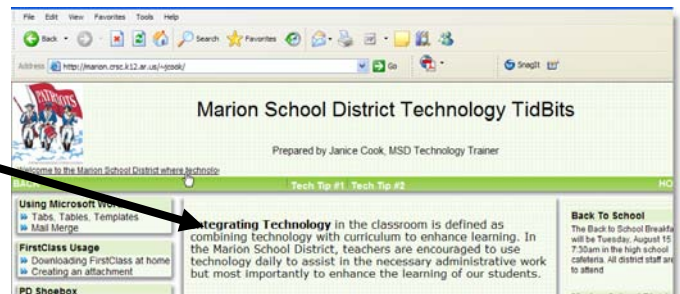 File Edit View Favorites Tools Help
Back Search Favorites
Address http://marion.crsc.k12.ar.us/~jcook/ Go SnagIt
PATRIOTS
Marion School District Technology TidBits
Prepared by Janice Cook, MSD Technology Trainer
Welcome to the Marion School District where technolo
BACK Tech Tip #1 Tech Tip #2 HO
Using Microsoft
Tabs, Tables, Templates
Mail Merge
FirstClass Usage
Downloading FirstClass at home
Creating an attachment
PD Shoebox
tegrating Technology in the classroom is defined as
combining technology with curriculum to enhance learning. In
the Marion School District, teachers are encouraged to use
technology daily to assist in the necessary administrative work
but most importantly to enhance the learning of our students.
Back To School
The Back to School Breakfa
will be Tuesday, August 15
7:30am in the high school
cafeteria. All district staff are
to attend